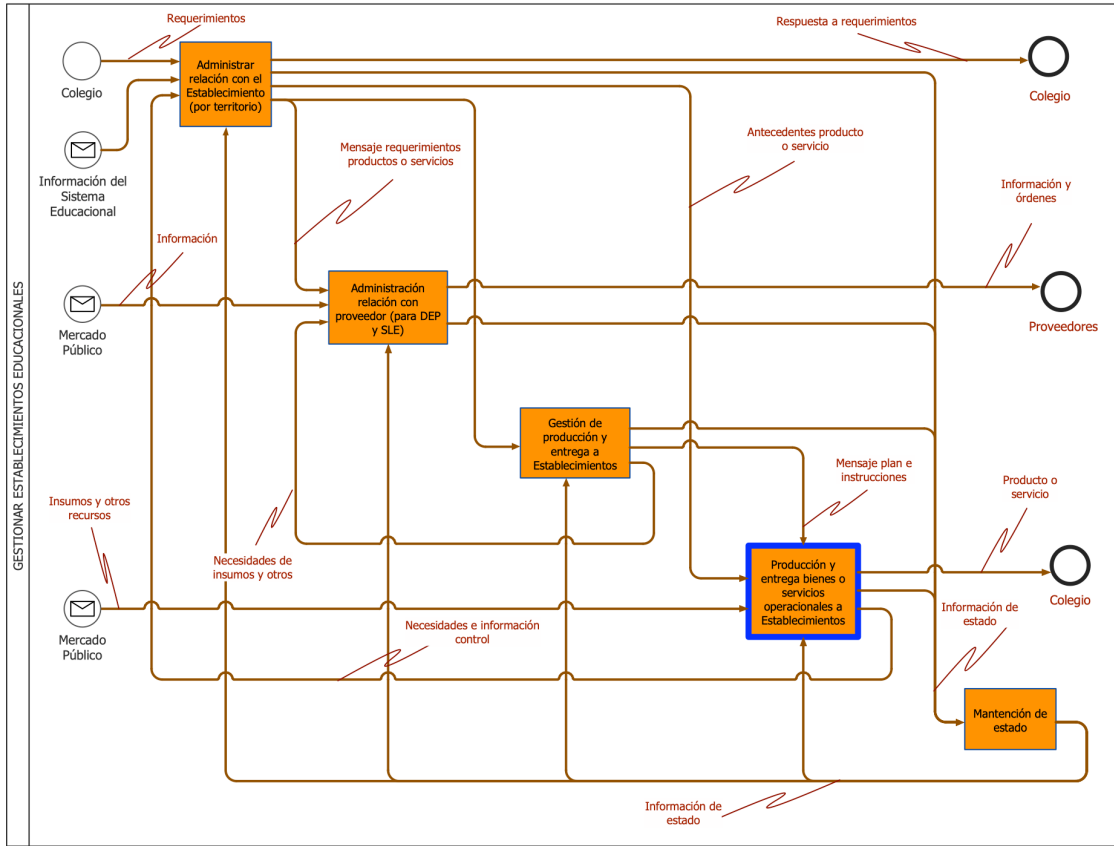 GESTIONAR ESTABLECIMIENTOS EDUCACIONALES
Requerimientos
Colegio
Administrar
relación con el
Establecimiento
(por territorio)
Respuesta a requerimientos
Colegio
Información del
Sistema
Educacional
Mensaje requerimientos
productos o servicios
Antecedentes producto
o servicio
Información y
órdenes
Información
Mercado
Público
Administración
relación con
proveedor (para DEP
y SLE)
Proveedores
Gestión de
producción y
entrega a
Establecimientos
Mensaje plan e
instrucciones
Producto o
servicio
Insumos y otros
recursos
Necesidades de
insumos y otros
Mercado
Público
Producción y
entrega bienes o
servicios
operacionales a
Establecimientos
Colegio
Necesidades e información
control
Información de
estado
Mantención de
estado
Información de
estado